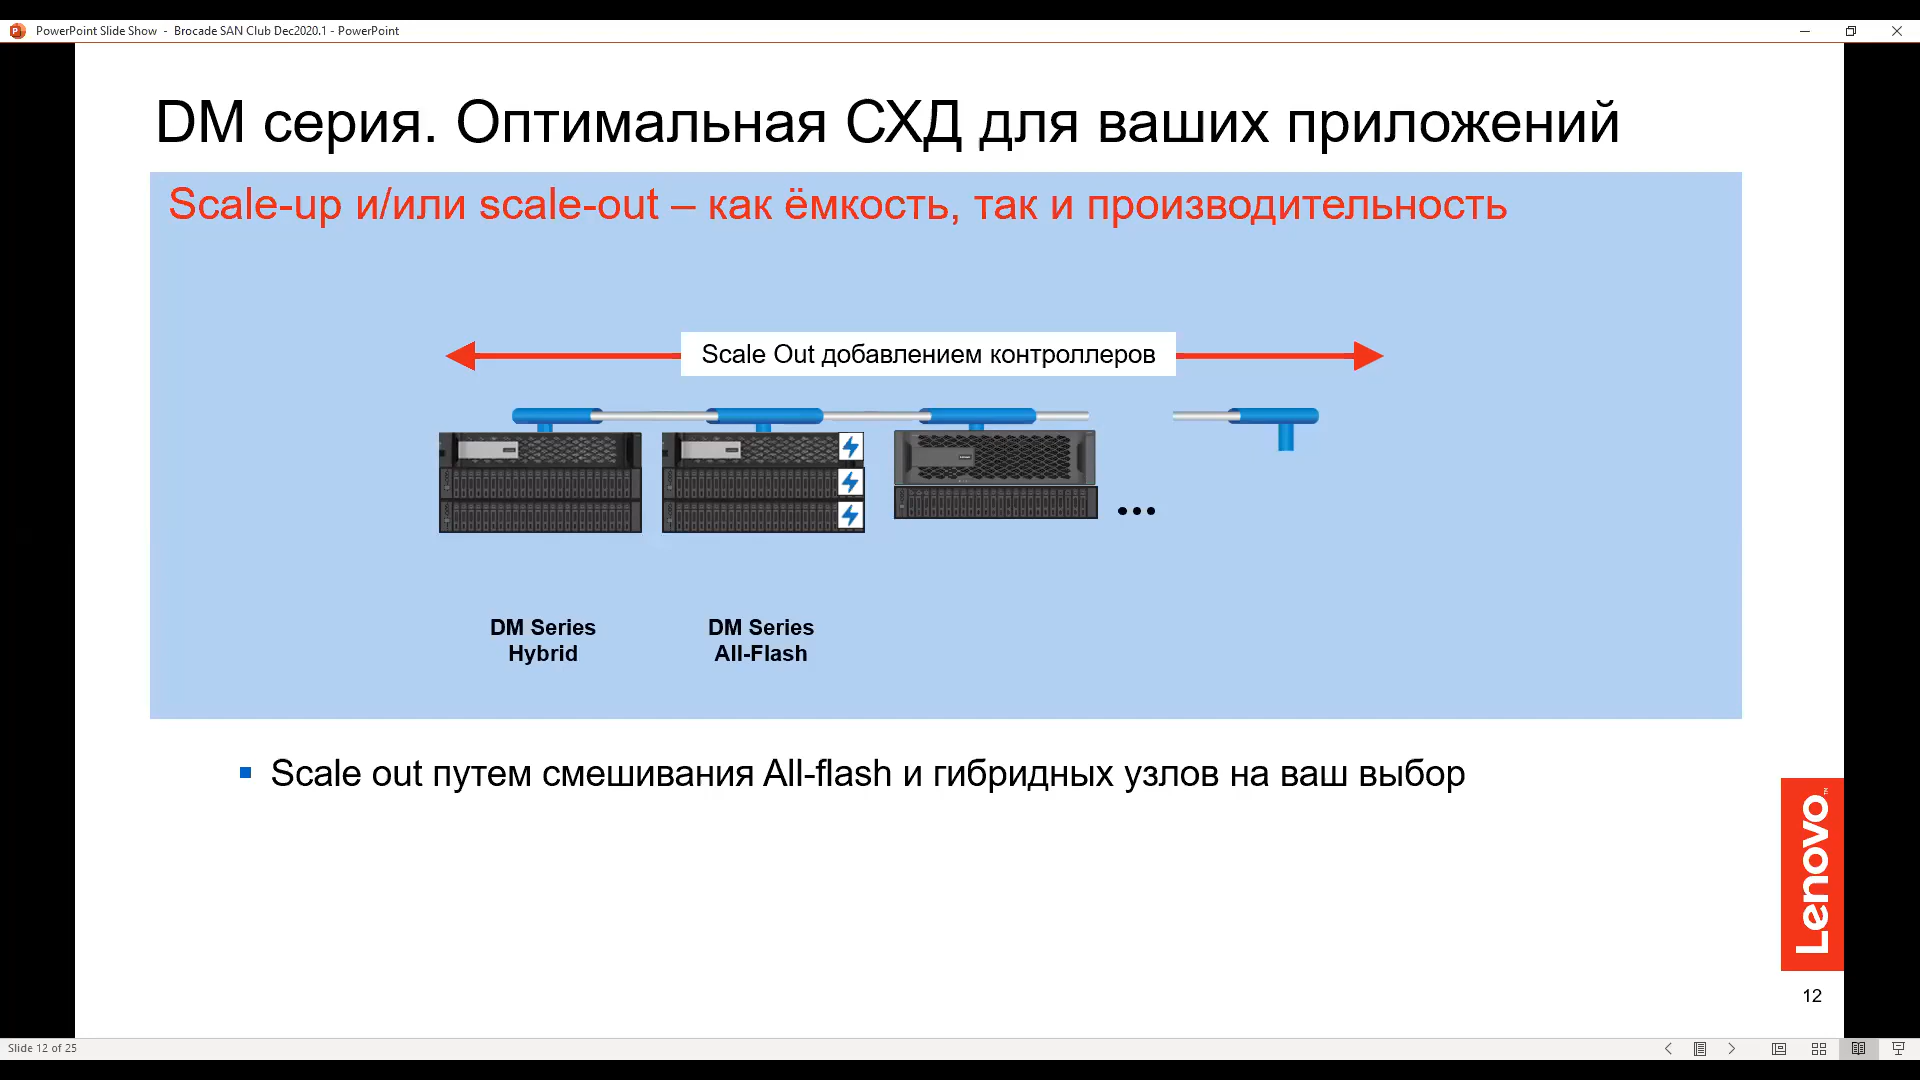 PowerPoint Slide Show - Brocade SAN Club Dec2020.1 - PowerPoint
DM серия. Оптимальная СХД для ваших приложений
Scale-up и/или scale-out – как ёмкость, так и производительность
Scale Out добавлением контроллеров
...
DM Series
Hybrid
DM Series
All-Flash
Scale out путем смешивания All-flash и гибридных узлов на ваш выбор
Lenovo™
12
Slide 12 of 25